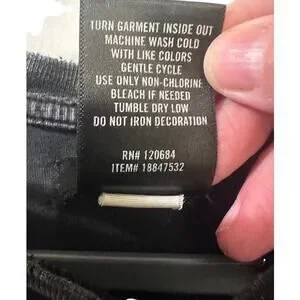 TURN GARMENT INSIDE OUT
MACHINE WASH COLD
WITH LIKE COLORS
GENTLE CYCLE
USE ONLY NON-CHLORINE
BLEACH IF NEEDED
TUMBLE DRY LOW
DO NOT IRON DECORATION
RN# 120684
ITEM# 18847532